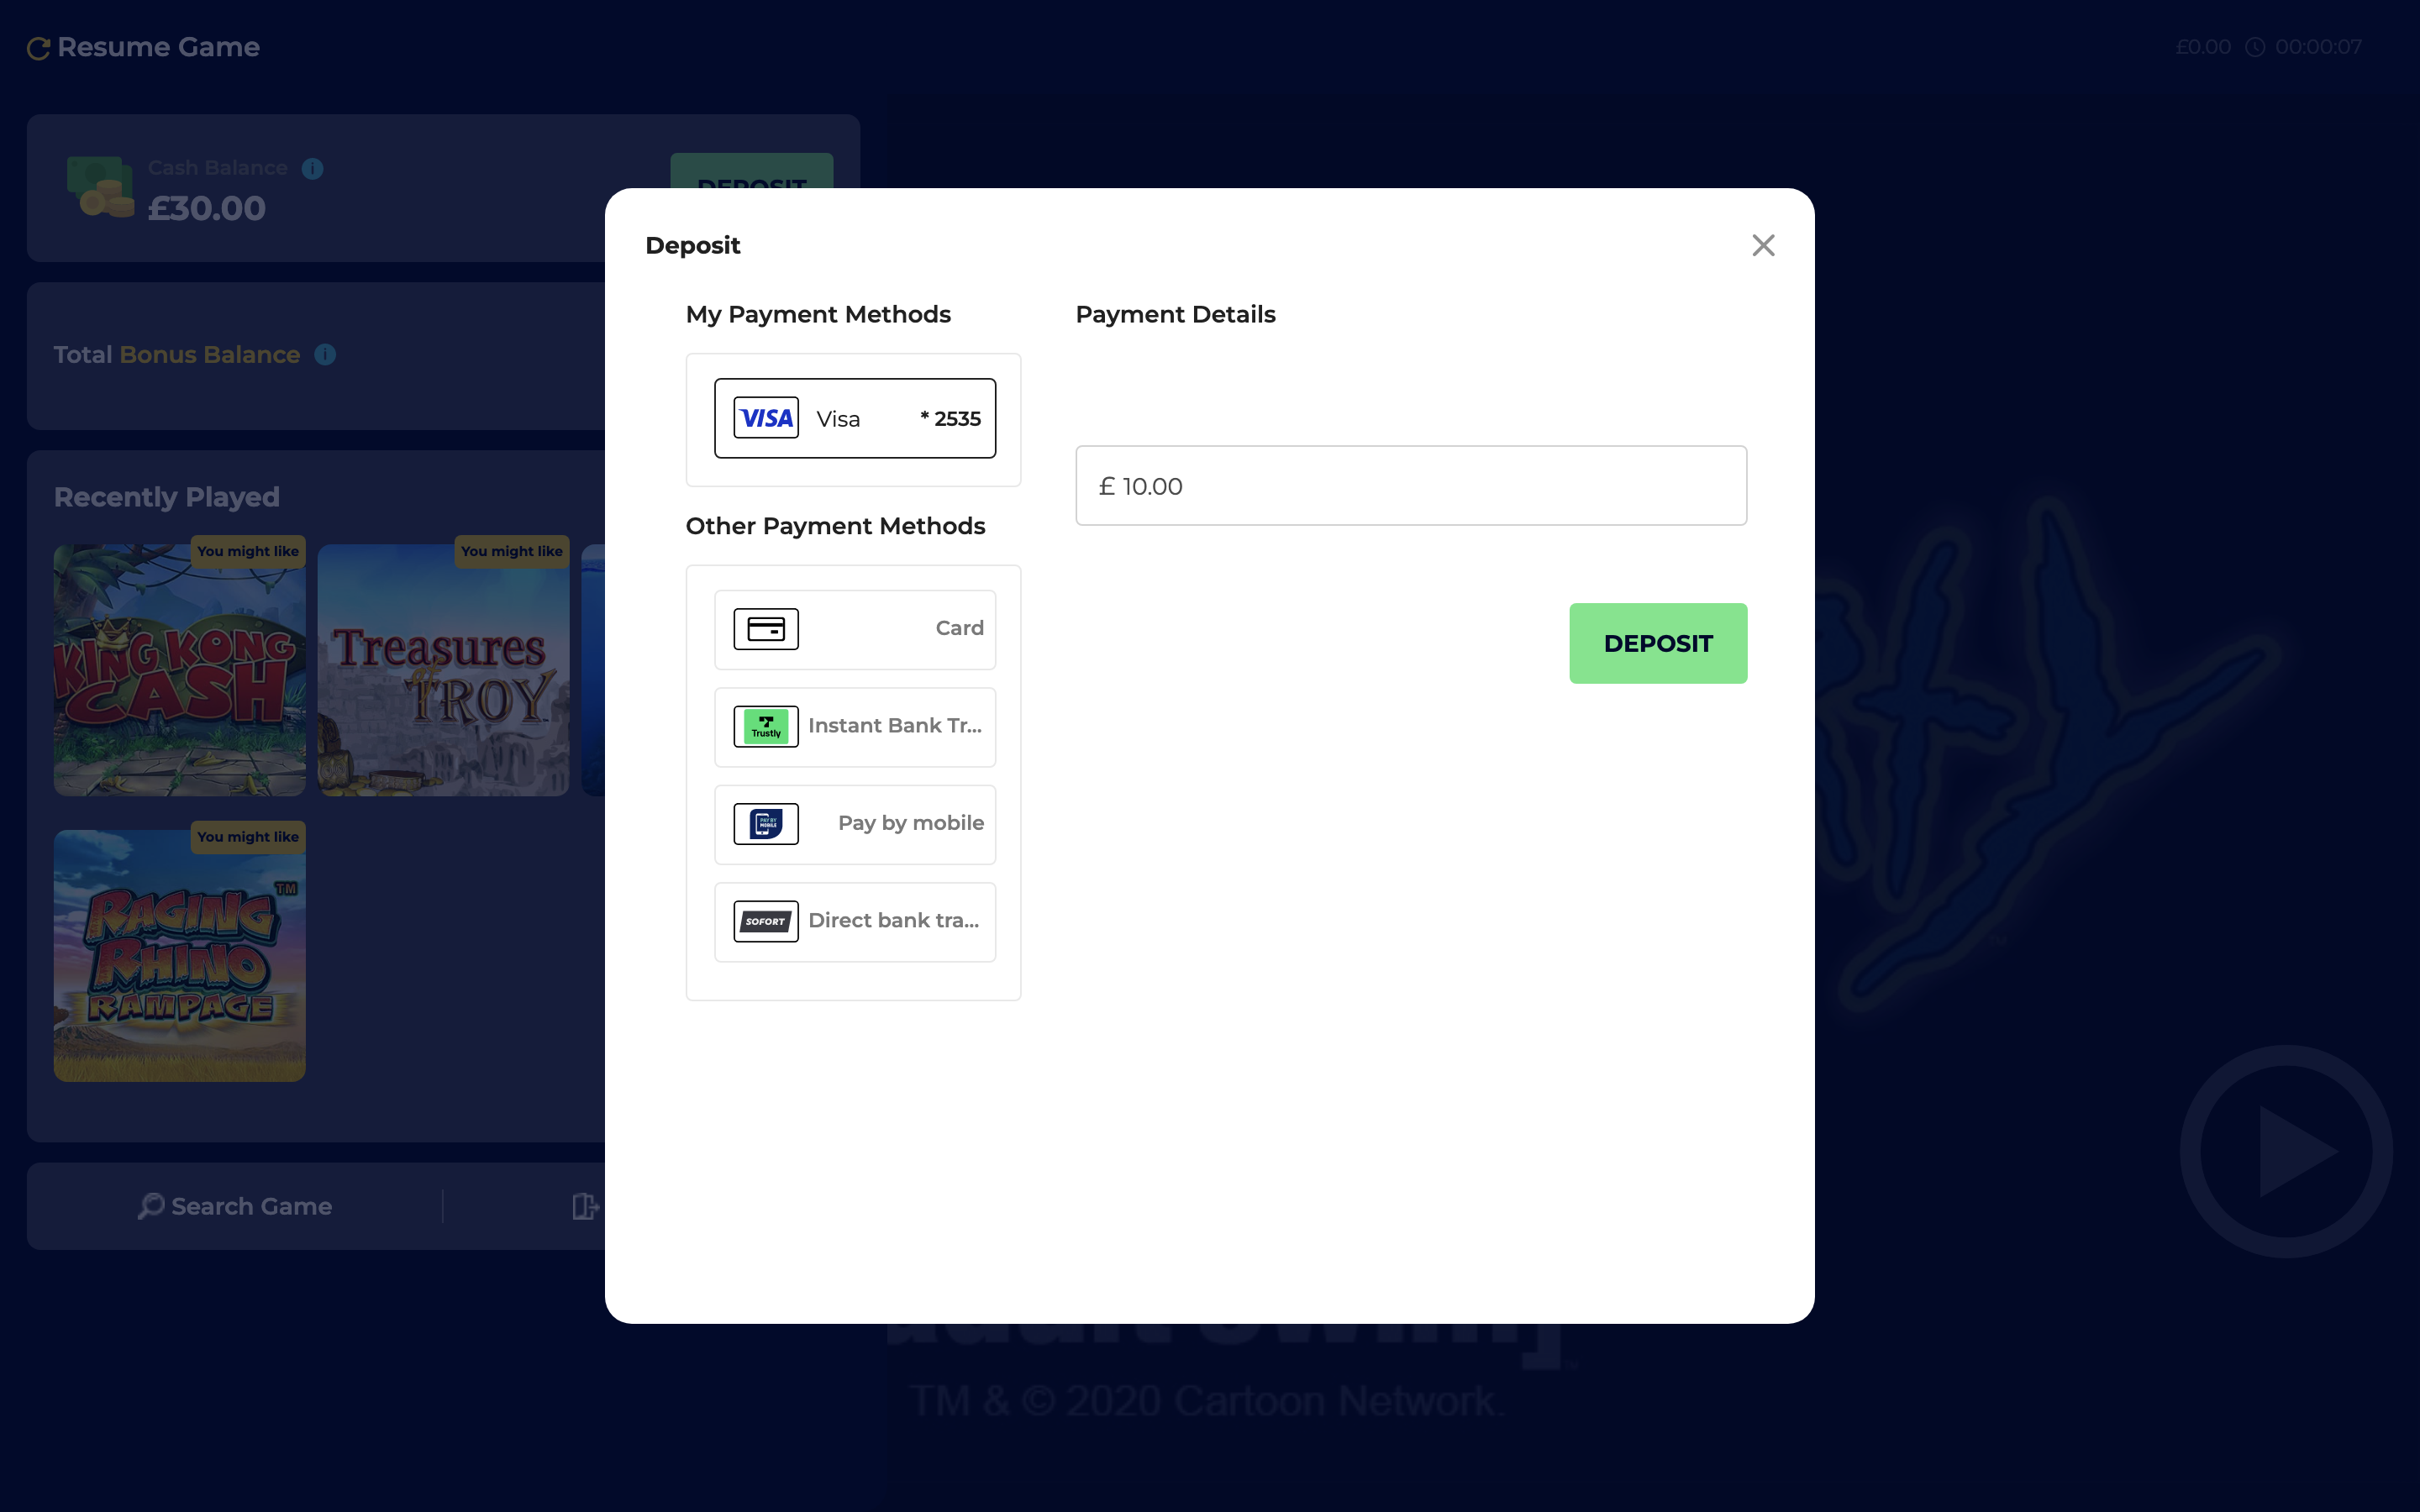 Resume Game
£0.00 00:00:07
Cash Balance i
£30.00
DEPOSIT
Total Bonus Balance i
Recently Played
You might like
You might like
KING KONG
CASH
Treasures
of
TROY
You might like
RAGING
RHINO
RAMPAGE
TM
Search Game
Deposit
My Payment Methods
VISA Visa * 2535
Other Payment Methods
Card
Trustly Instant Bank Tr...
PAY BY
MOBILE
Pay by mobile
SOFORT Direct bank tra...
Payment Details
£ 10.00
DEPOSIT
TM & © 2020 Cartoon Network.